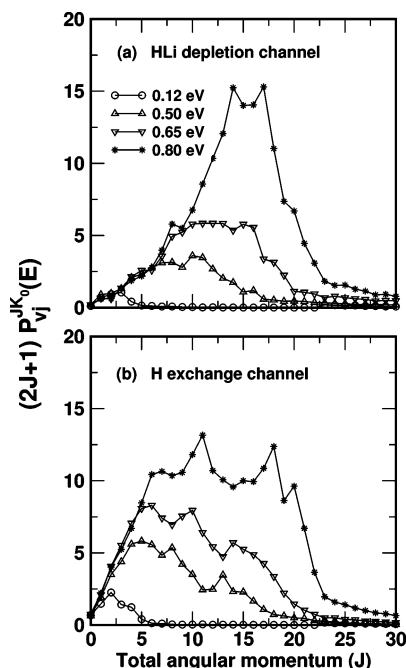 20
(a) HLi depletion channel
15
0.12 eV
0.50 eV
0.65 eV
0.80 eV
10
5
0
(2J+1) P^{JK_0}_{vj}(E)
20
(b) H exchange channel
15
10
5
0
0 5 10 15 20 25 30
Total angular momentum (J)